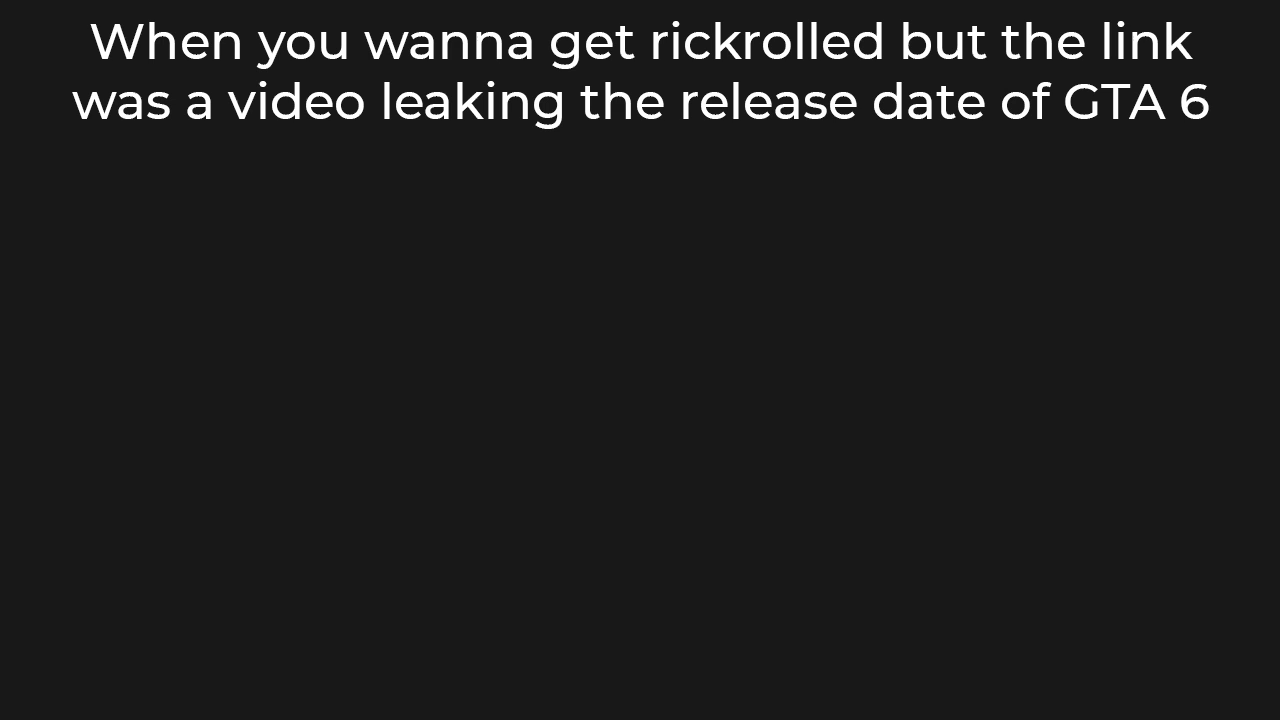 When you wanna get rickrolled but the link
was a video leaking the release date of GTA 6